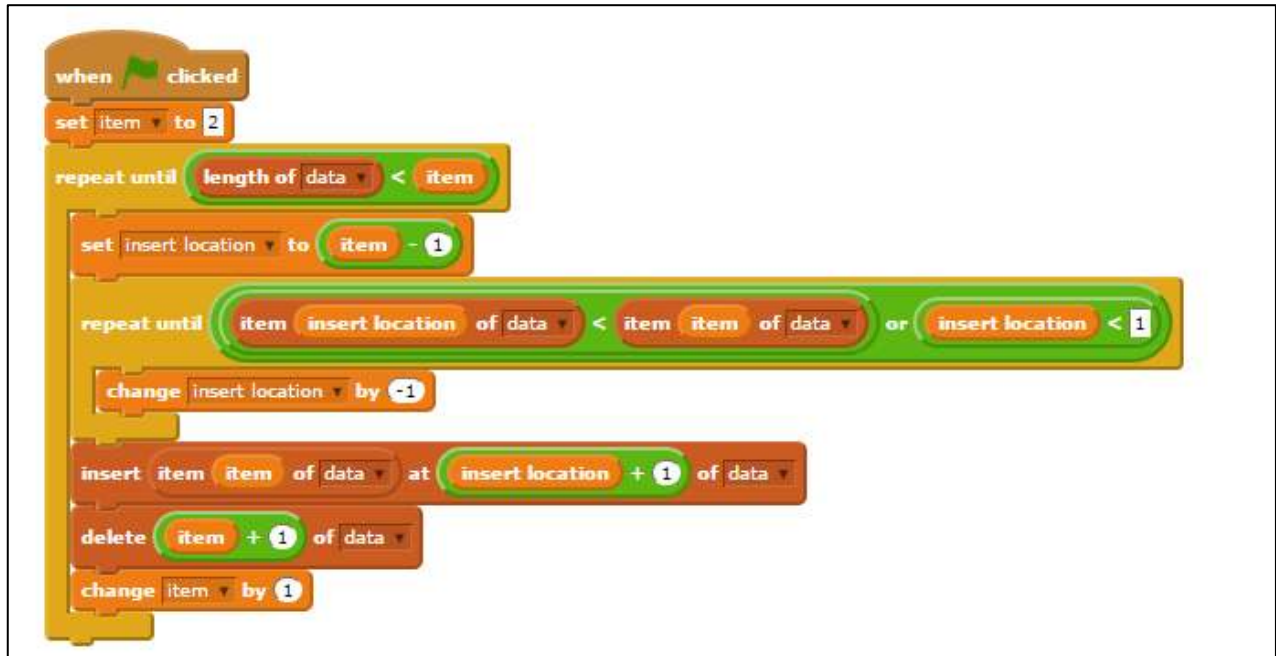 when clicked
set item to 2
repeat until length of data < item
set insert location to item - 1
repeat until item insert location of data < item item of data or insert location < 1
change insert location by -1
insert item item of data at insert location + 1 of data
delete item + 1 of data
change item by 1